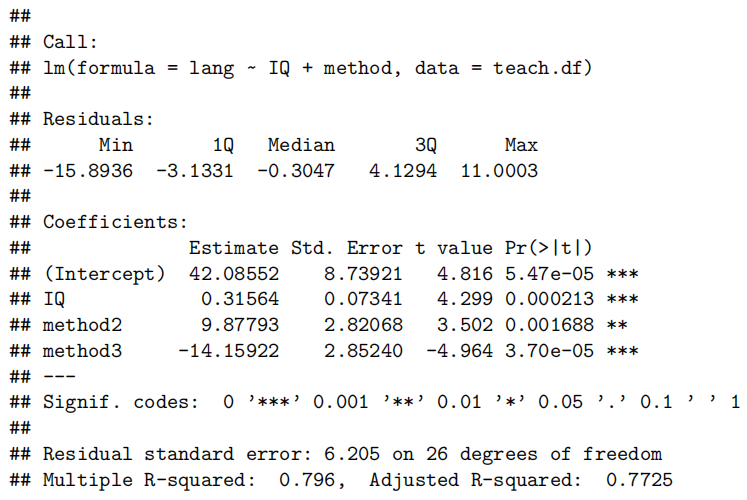 ##
## Call:
## lm(formula = lang ~ IQ + method, data = teach.df)
##
## Residuals:
##      Min       1Q   Median       3Q      Max
## -15.8936  -3.1331  -0.3047   4.1294  11.0003
##
## Coefficients:
##              Estimate Std. Error t value Pr(>|t|)
## (Intercept)  42.08552    8.73921   4.816 5.47e-05 ***
## IQ            0.31564    0.07341   4.299 0.000213 ***
## method2       9.87793    2.82068   3.502 0.001688 **
## method3     -14.15922    2.85240  -4.964 3.70e-05 ***
## ---
## Signif. codes:  0 ’***’ 0.001 ’**’ 0.01 ’*’ 0.05 ’.’ 0.1 ’ ’ 1
##
## Residual standard error: 6.205 on 26 degrees of freedom
## Multiple R-squared:  0.796, Adjusted R-squared:  0.7725